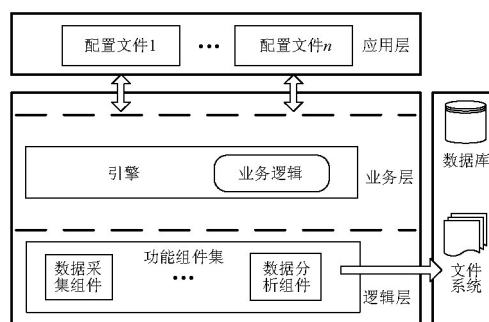 配置文件1
•••
配置文件n
应用层
引擎
业务逻辑
业务层
数据库
功能组件集
数据采
集组件
•••
数据分
析组件
逻辑层
文件
系统